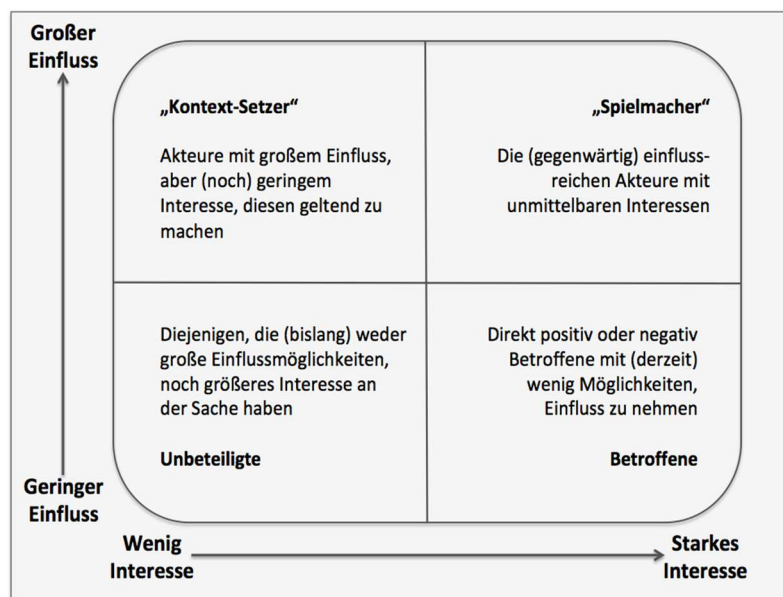 Großer
Einfluss
„Kontext-Setzer“
Akteure mit großem Einfluss,
aber (noch) geringem
Interesse, diesen geltend zu
machen
„Spielmacher“
Die (gegenwärtig) einfluss-
reichen Akteure mit
unmittelbaren Interessen
Diejenigen, die (bislang) weder
große Einflussmöglichkeiten,
noch größeres Interesse an
der Sache haben
Unbeteiligte
Direkt positiv oder negativ
Betroffene mit (derzeit)
wenig Möglichkeiten,
Einfluss zu nehmen
Betroffene
Geringer
Einfluss
Wenig
Interesse
Starkes
Interesse